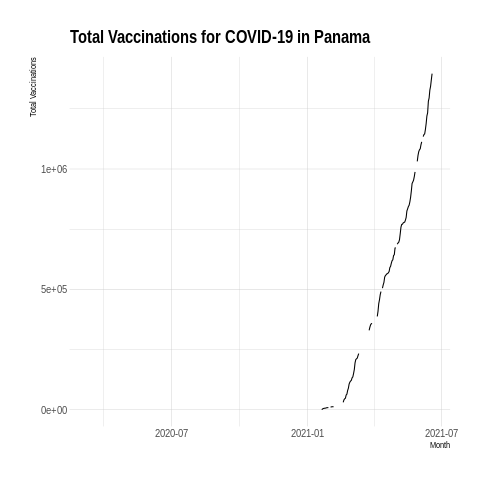 Total Vaccinations for COVID-19 in Panama
Total Vaccinations
1e+06
5e+05
0e+00
2020-07
2021-01
2021-07
Month